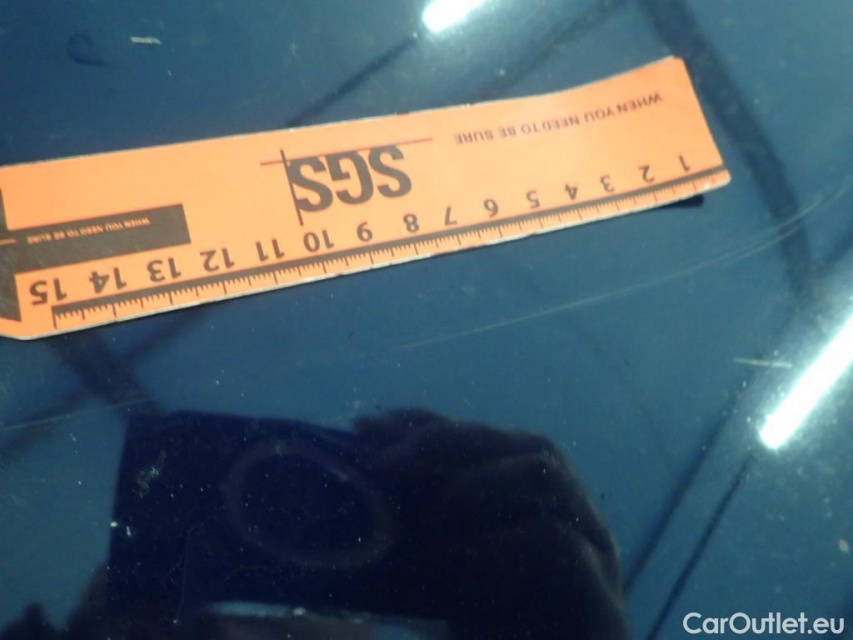 WHEN YOU NEED TO BE SURE
SGS
1 2 3 4 5 6 7 8 9 10 11 12 13 14 15
WHEN YOU NEED TO BE SURE
CarOutlet.eu